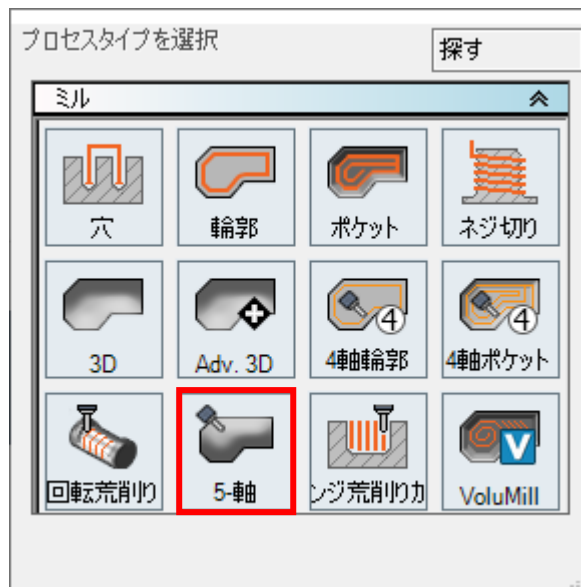 プロセスタイプを選択
探す
ミル
穴
輪郭
ポケット
ネジ切り
3D
Adv. 3D
4
4軸輪郭
4
4軸ポケット
回転荒削り
5-軸
ンジ荒削りカ
V
VoluMill